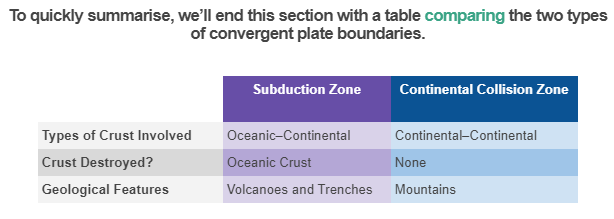 To quickly summarise, we'll end this section with a table comparing the two types
of convergent plate boundaries.
Subduction Zone Continental Collision Zone
Types of Crust Involved Oceanic–Continental Continental–Continental
Crust Destroyed? Oceanic Crust None
Geological Features Volcanoes and Trenches Mountains